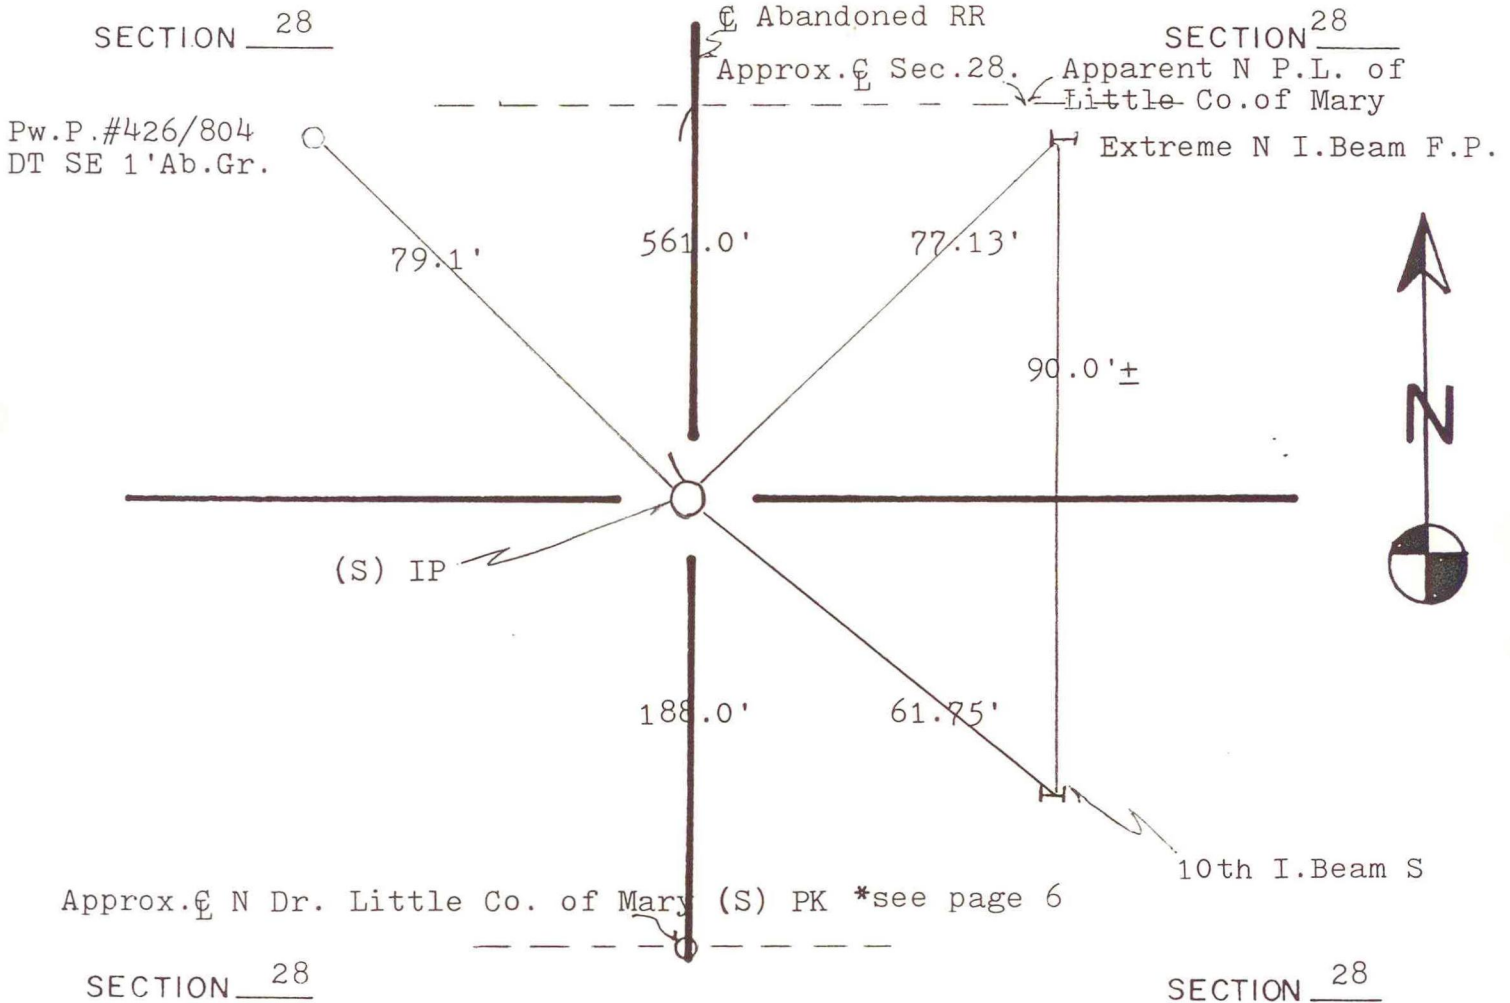 SECTION 28
℄ Abandoned RR
SECTION 28
Approx.℄ Sec.28.
Apparent N P.L. of
Little Co.of Mary
Pw.P.#426/804
DT SE 1'Ab.Gr.
Extreme N I.Beam F.P.
79.1'
561.0'
77.13'
90.0'±
N
(S) IP
188.0'
61.75'
10th I.Beam S
Approx.℄ N Dr. Little Co. of Mary (S) PK *see page 6
SECTION 28
SECTION 28